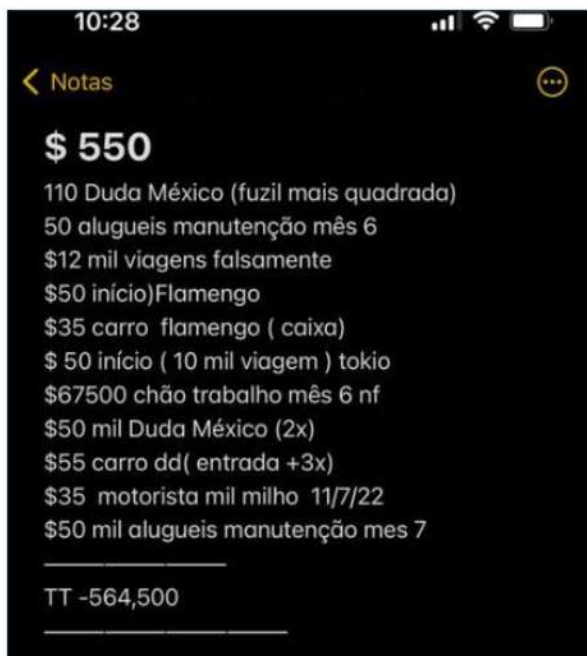 10:28
Notas
$ 550
110 Duda México (fuzil mais quadrada)
50 alugueis manutenção mês 6
$12 mil viagens falsamente
$50 início)Flamengo
$35 carro flamengo ( caixa)
$ 50 início ( 10 mil viagem ) tokio
$67500 chão trabalho mês 6 nf
$50 mil Duda México (2x)
$55 carro dd( entrada +3x)
$35 motorista mil milho 11/7/22
$50 mil alugueis manutenção mes 7
TT -564,500